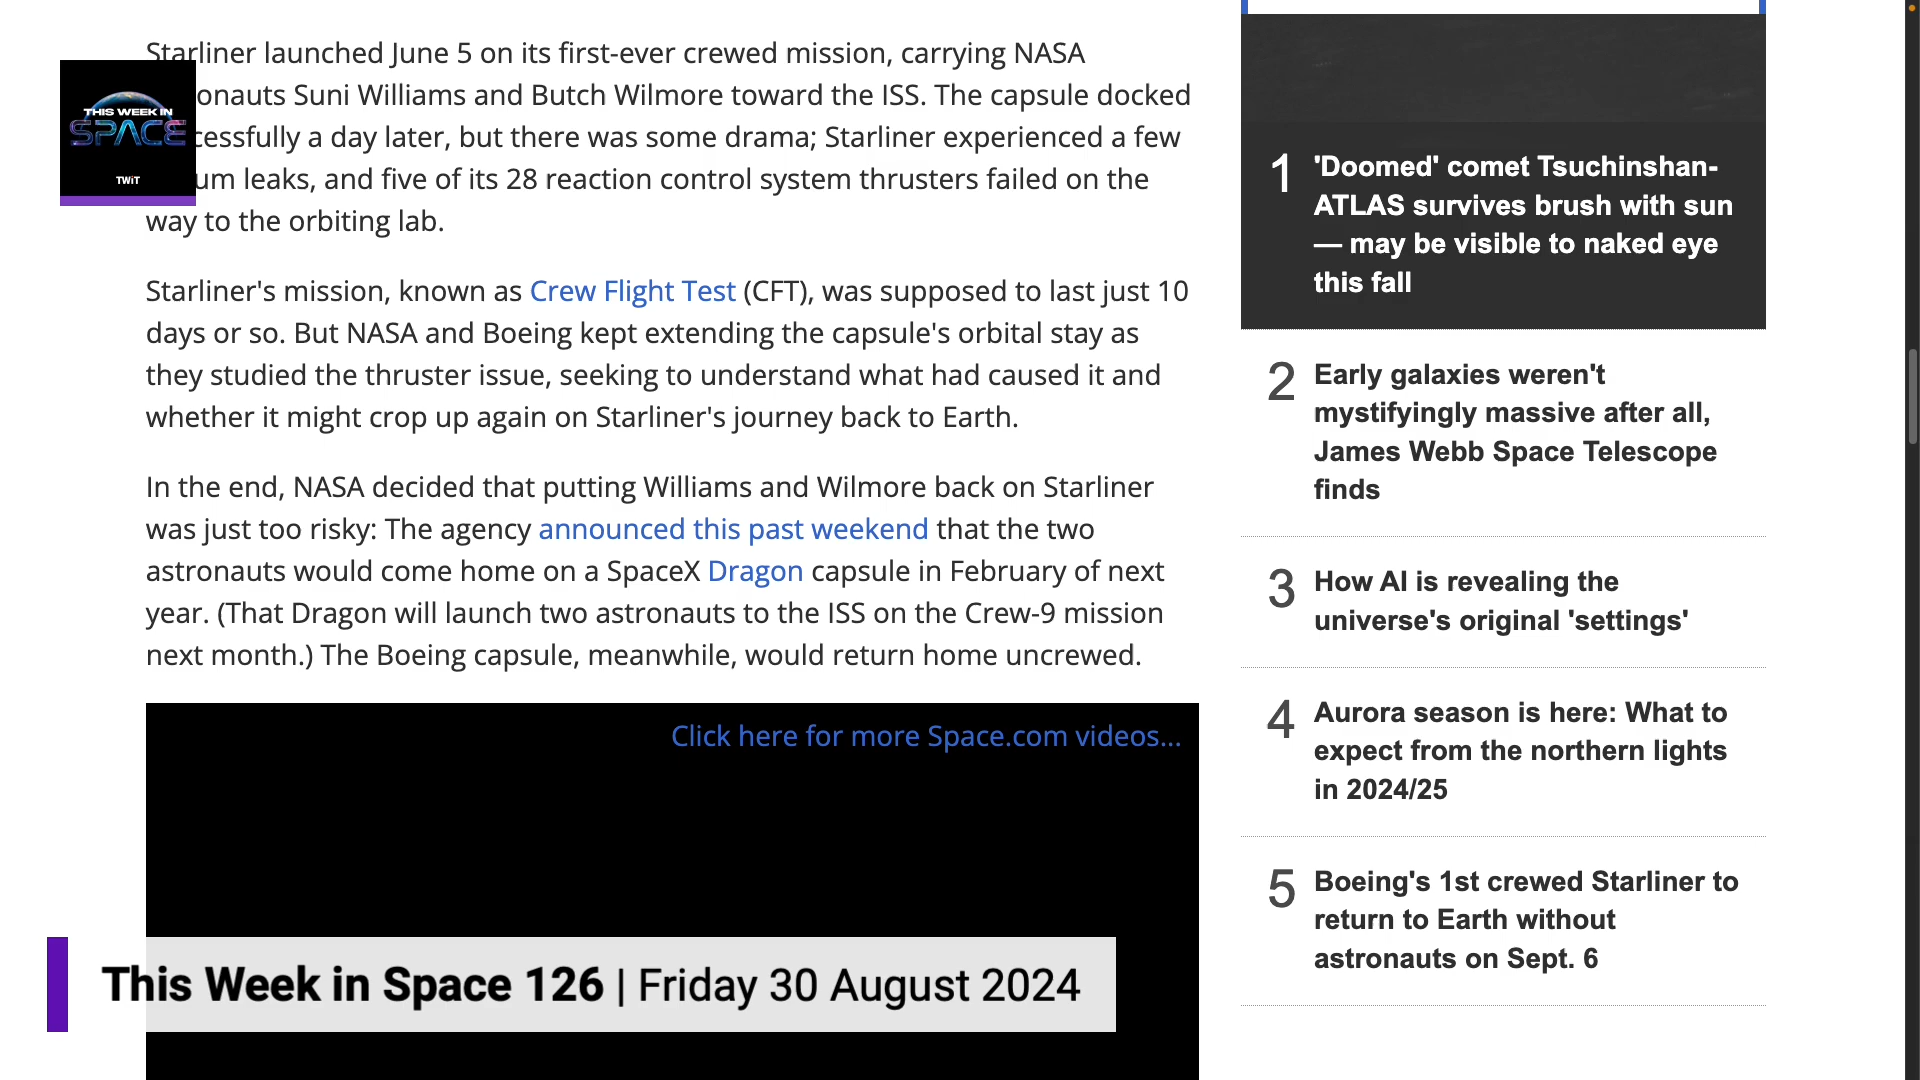 Starliner launched June 5 on its first-ever crewed mission, carrying NASA
onauts Suni Williams and Butch Wilmore toward the ISS. The capsule docked
cessfully a day later, but there was some drama; Starliner experienced a few
um leaks, and five of its 28 reaction control system thrusters failed on the
way to the orbiting lab.
THIS WEEK IN
SPACE
TWiT
Starliner's mission, known as Crew Flight Test (CFT), was supposed to last just 10
days or so. But NASA and Boeing kept extending the capsule's orbital stay as
they studied the thruster issue, seeking to understand what had caused it and
whether it might crop up again on Starliner's journey back to Earth.
In the end, NASA decided that putting Williams and Wilmore back on Starliner
was just too risky: The agency announced this past weekend that the two
astronauts would come home on a SpaceX Dragon capsule in February of next
year. (That Dragon will launch two astronauts to the ISS on the Crew-9 mission
next month.) The Boeing capsule, meanwhile, would return home uncrewed.
Click here for more Space.com videos...
This Week in Space 126 | Friday 30 August 2024
1 'Doomed' comet Tsuchinshan-
ATLAS survives brush with sun
— may be visible to naked eye
this fall
2 Early galaxies weren't
mystifyingly massive after all,
James Webb Space Telescope
finds
3 How AI is revealing the
universe's original 'settings'
4 Aurora season is here: What to
expect from the northern lights
in 2024/25
5 Boeing's 1st crewed Starliner to
return to Earth without
astronauts on Sept. 6